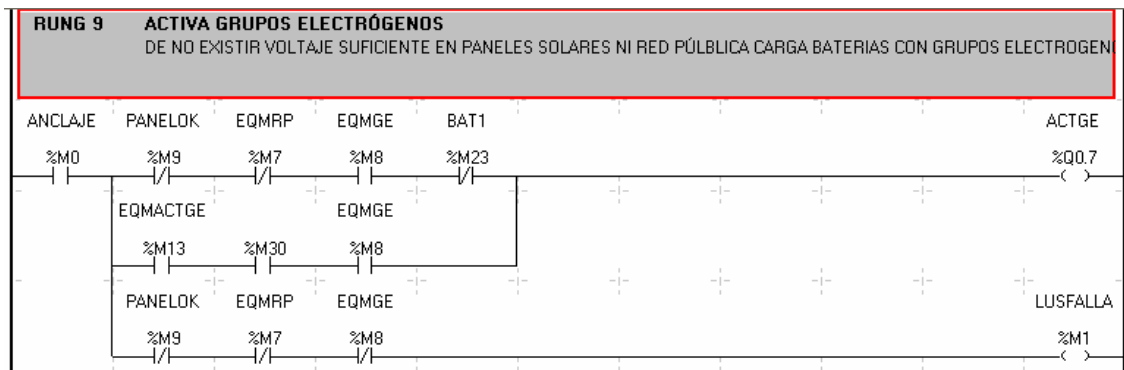 RUNG 9 ACTIVA GRUPOS ELECTRÓGENOS
DE NO EXISTIR VOLTAJE SUFICIENTE EN PANELES SOLARES NI RED PÚLBLICA CARGA BATERIAS CON GRUPOS ELECTROGEN
ANCLAJE PANELOK EQMRP EQMGE BAT1 ACTGE
%M0 %M9 %M7 %M8 %M23 %Q0.7
EQMACTGE EQMGE
%M13 %M30 %M8
PANELOK EQMRP EQMGE LUSFALLA
%M9 %M7 %M8 %M1